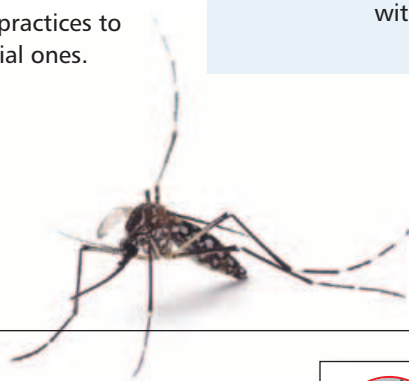 practices to
ial ones.
wit